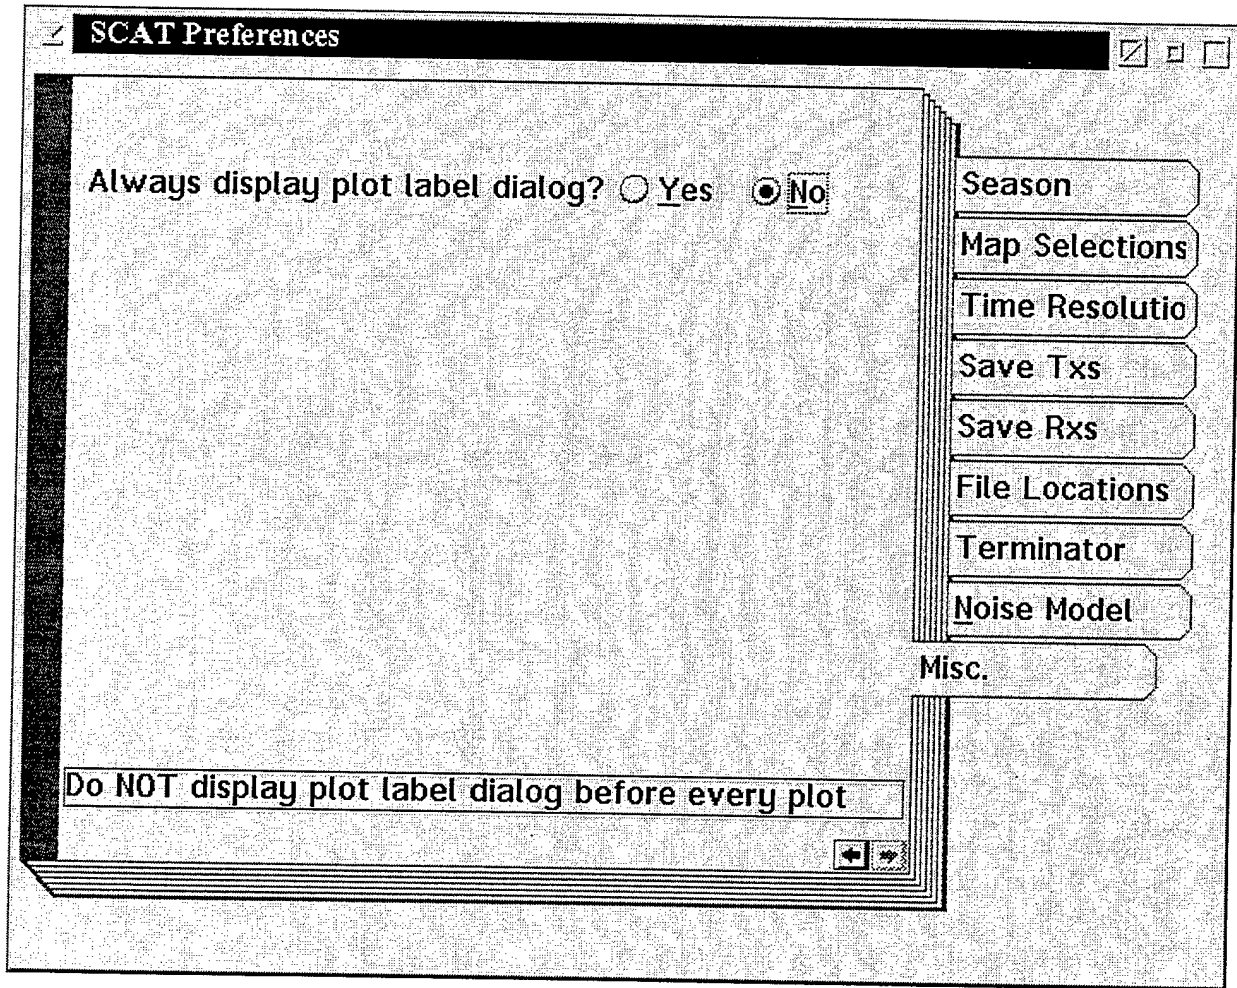 SCAT Preferences
Always display plot label dialog? Yes No
Season
Map Selections
Time Resolutio
Save Txs
Save Rxs
File Locations
Terminator
Noise Model
Misc.
Do NOT display plot label dialog before every plot